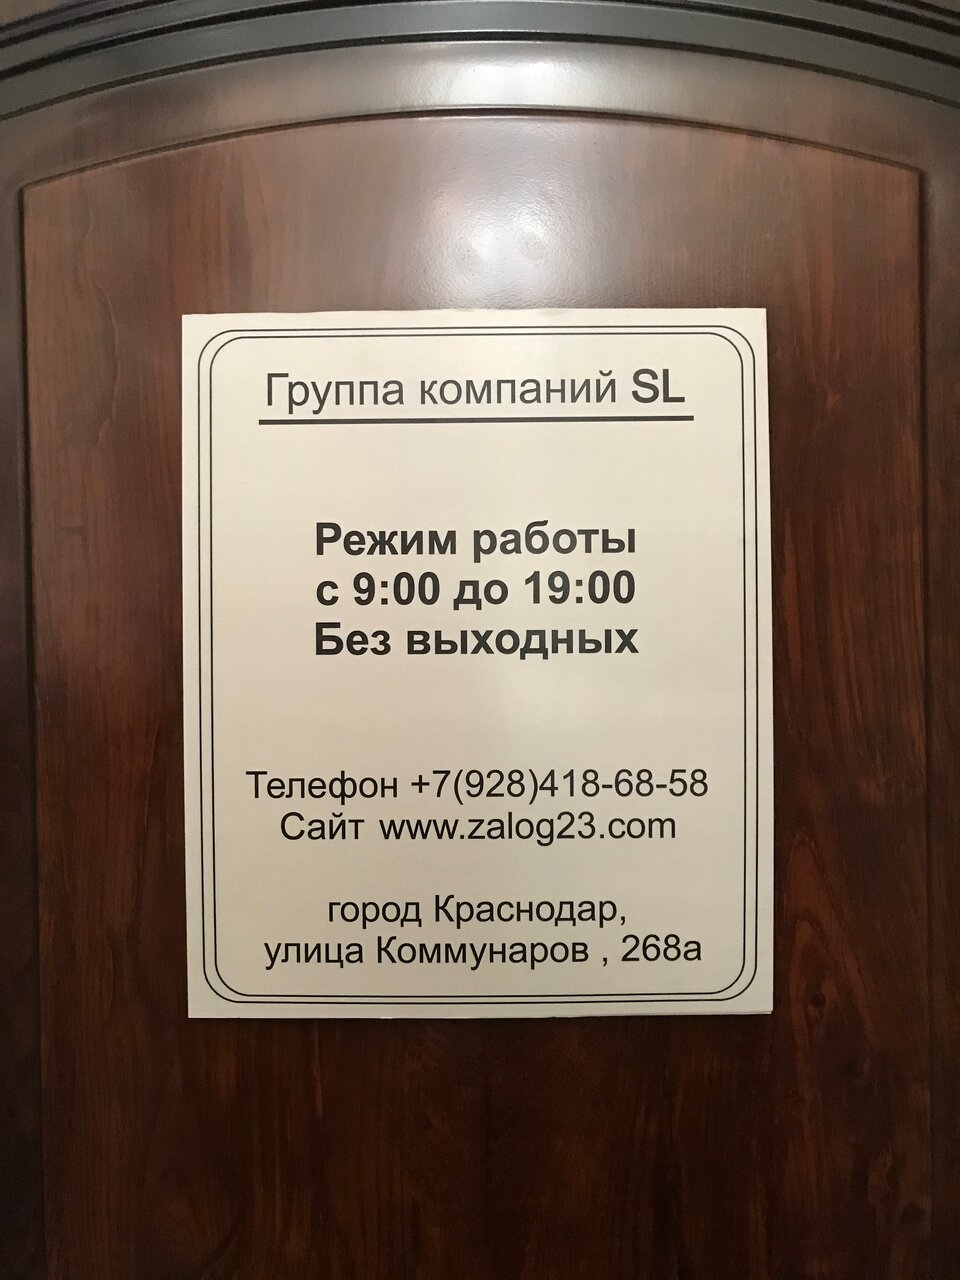 Группа компаний SL
Режим работы
с 9:00 до 19:00
Без выходных
Телефон +7(928)418-68-58
Сайт www.zalog23.com
город Краснодар,
улица Коммунаров , 268а